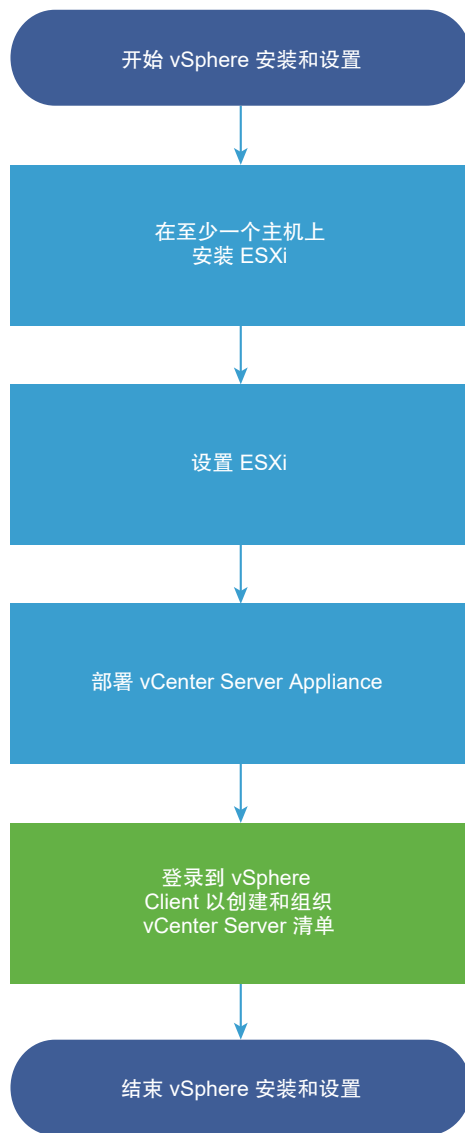 开始 vSphere 安装和设置
在至少一个主机上
安装 ESXi
设置 ESXi
部署 vCenter Server Appliance
登录到 vSphere
Client 以创建和组织
vCenter Server 清单
结束 vSphere 安装和设置